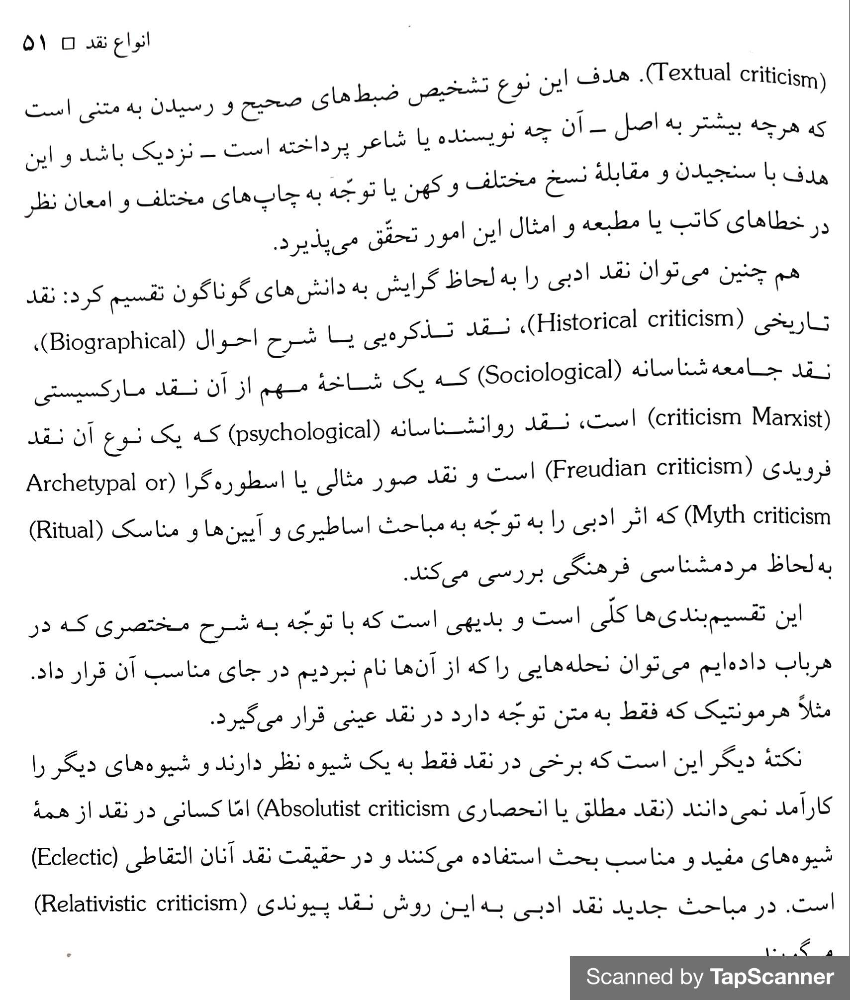 انواع نقد □ ۵۱
(Textual criticism). هدف این نوع تشخیص ضبط‌های صحیح و رسیدن به متنی است
که هرچه بیشتر به اصل ــ آن چه نویسنده یا شاعر پرداخته است ــ نزدیک باشد و این
هدف با سنجیدن و مقابلهٔ نسخ مختلف و کهن یا توجّه به چاپ‌های مختلف و امعان نظر
در خطاهای کاتب یا مطبعه و امثال این امور تحقّق می‌پذیرد.
هم چنین می‌توان نقد ادبی را به لحاظ گرایش به دانش‌های گوناگون تقسیم کرد: نقد
تاریخی (Historical criticism)، نقد تذکره‌یی یا شرح احوال (Biographical)،
نقد جامعه‌شناسانه (Sociological) که یک شاخهٔ مهم از آن نقد مارکسیستی
(criticism Marxist) است، نقد روانشناسانه (psychological) که یک نوع آن نقد
فرویدی (Freudian criticism) است و نقد صور مثالی یا اسطوره‌گرا (Archetypal or
Myth criticism) که اثر ادبی را به توجّه به مباحث اساطیری و آیین‌ها و مناسک (Ritual)
به لحاظ مردمشناسی فرهنگی بررسی می‌کند.
این تقسیم‌بندی‌ها کلّی است و بدیهی است که با توجّه به شرح مختصری که در
هرباب داده‌ایم می‌توان نحله‌هایی را که از آن‌ها نام نبردیم در جای مناسب آن قرار داد.
مثلاً هرمونتیک که فقط به متن توجّه دارد در نقد عینی قرار می‌گیرد.
نکتهٔ دیگر این است که برخی در نقد فقط به یک شیوه نظر دارند و شیوه‌های دیگر را
کارآمد نمی‌دانند (نقد مطلق یا انحصاری Absolutist criticism) امّا کسانی در نقد از همهٔ
شیوه‌های مفید و مناسب بحث استفاده می‌کنند و در حقیقت نقد آنان التقاطی (Eclectic)
است. در مباحث جدید نقد ادبی به این روش نقد پیوندی (Relativistic criticism)
Scanned by TapScanner